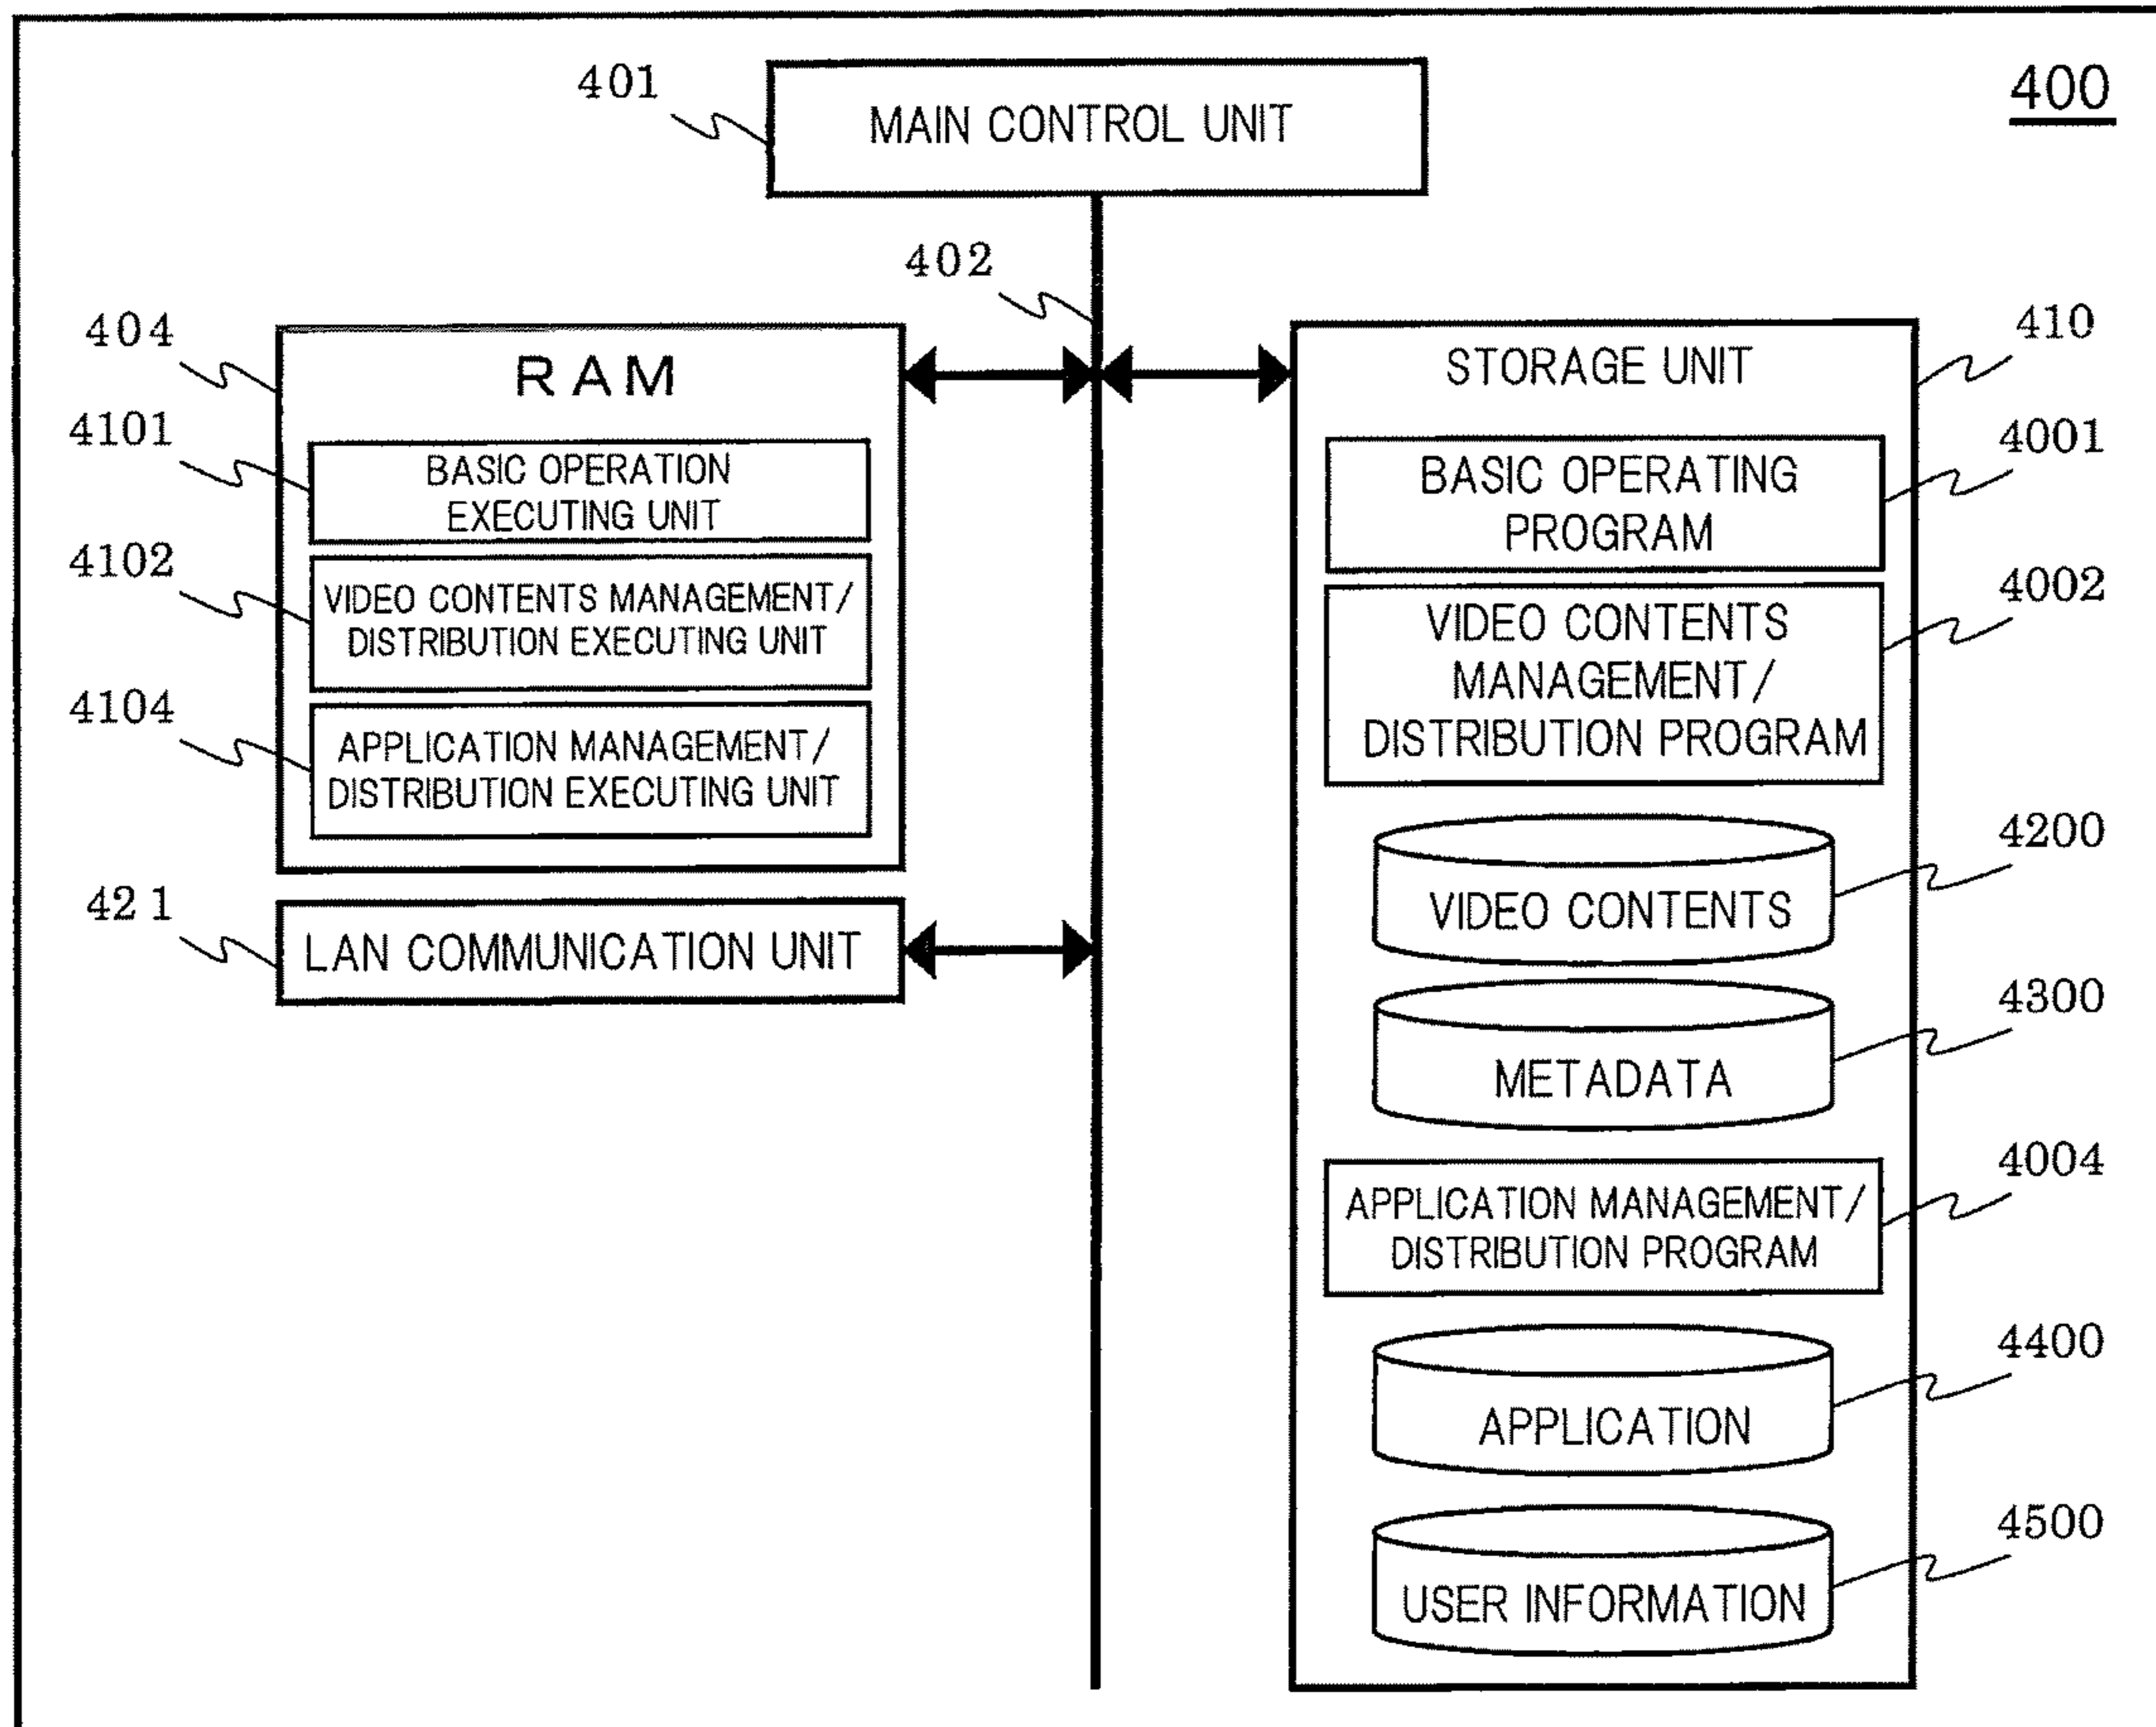 400
401
MAIN CONTROL UNIT
402
404
RAM
4101
BASIC OPERATION
EXECUTING UNIT
4102
VIDEO CONTENTS MANAGEMENT/
DISTRIBUTION EXECUTING UNIT
4104
APPLICATION MANAGEMENT/
DISTRIBUTION EXECUTING UNIT
421
LAN COMMUNICATION UNIT
410
STORAGE UNIT
4001
BASIC OPERATING
PROGRAM
4002
VIDEO CONTENTS
MANAGEMENT/
DISTRIBUTION PROGRAM
4200
VIDEO CONTENTS
4300
METADATA
4004
APPLICATION MANAGEMENT/
DISTRIBUTION PROGRAM
4400
APPLICATION
4500
USER INFORMATION